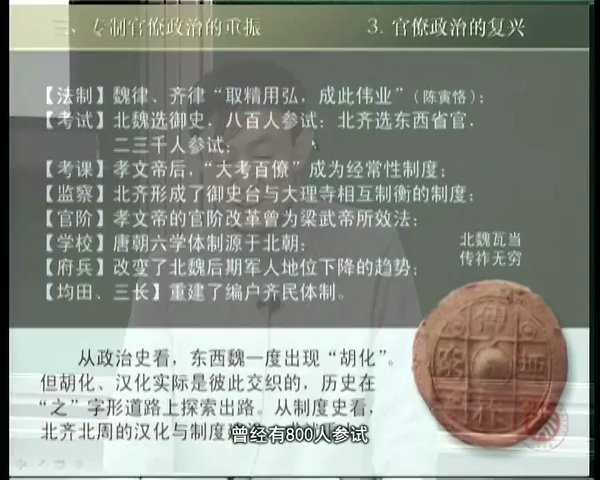 三、专制官僚政治的重振
3. 官僚政治的复兴
【法制】魏律、齐律“取精用弘，成此伟业”（陈寅恪）；
【考试】北魏选御史，八百人参试；北齐选东西省官，
二三千人参试；
【考课】孝文帝后，“大考百僚”成为经常性制度；
【监察】北齐形成了御史台与大理寺相互制衡的制度；
【官阶】孝文帝的官阶改革曾为梁武帝所效法；
【学校】唐朝六学体制源于北朝；
【府兵】改变了北魏后期军人地位下降的趋势；
【均田、三长】重建了编户齐民体制。
北魏瓦当
传祚无穷
从政治史看，东西魏一度出现“胡化”。
但胡化、汉化实际是彼此交织的，历史在
“之”字形道路上探索出路。从制度史看，
北齐北周的汉化与制度
曾经有800人参试